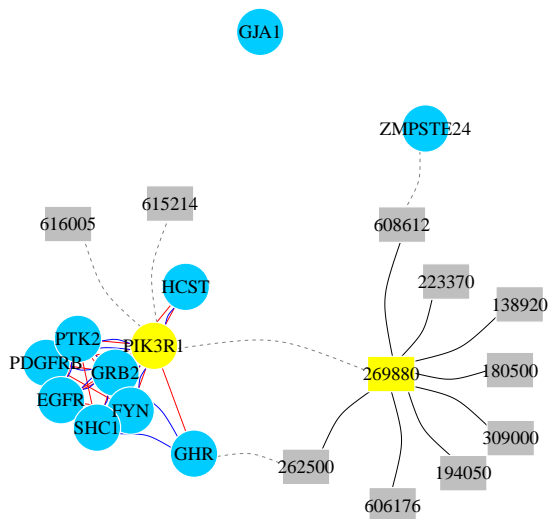 GJA1
ZMPSTE24
615214
616005
608612
223370
HCST
138920
PTK2
PIK3R1
PDGFRB
GRB2
269880
180500
EGFR
FYN
SHC1
309000
GHR
262500
194050
606176